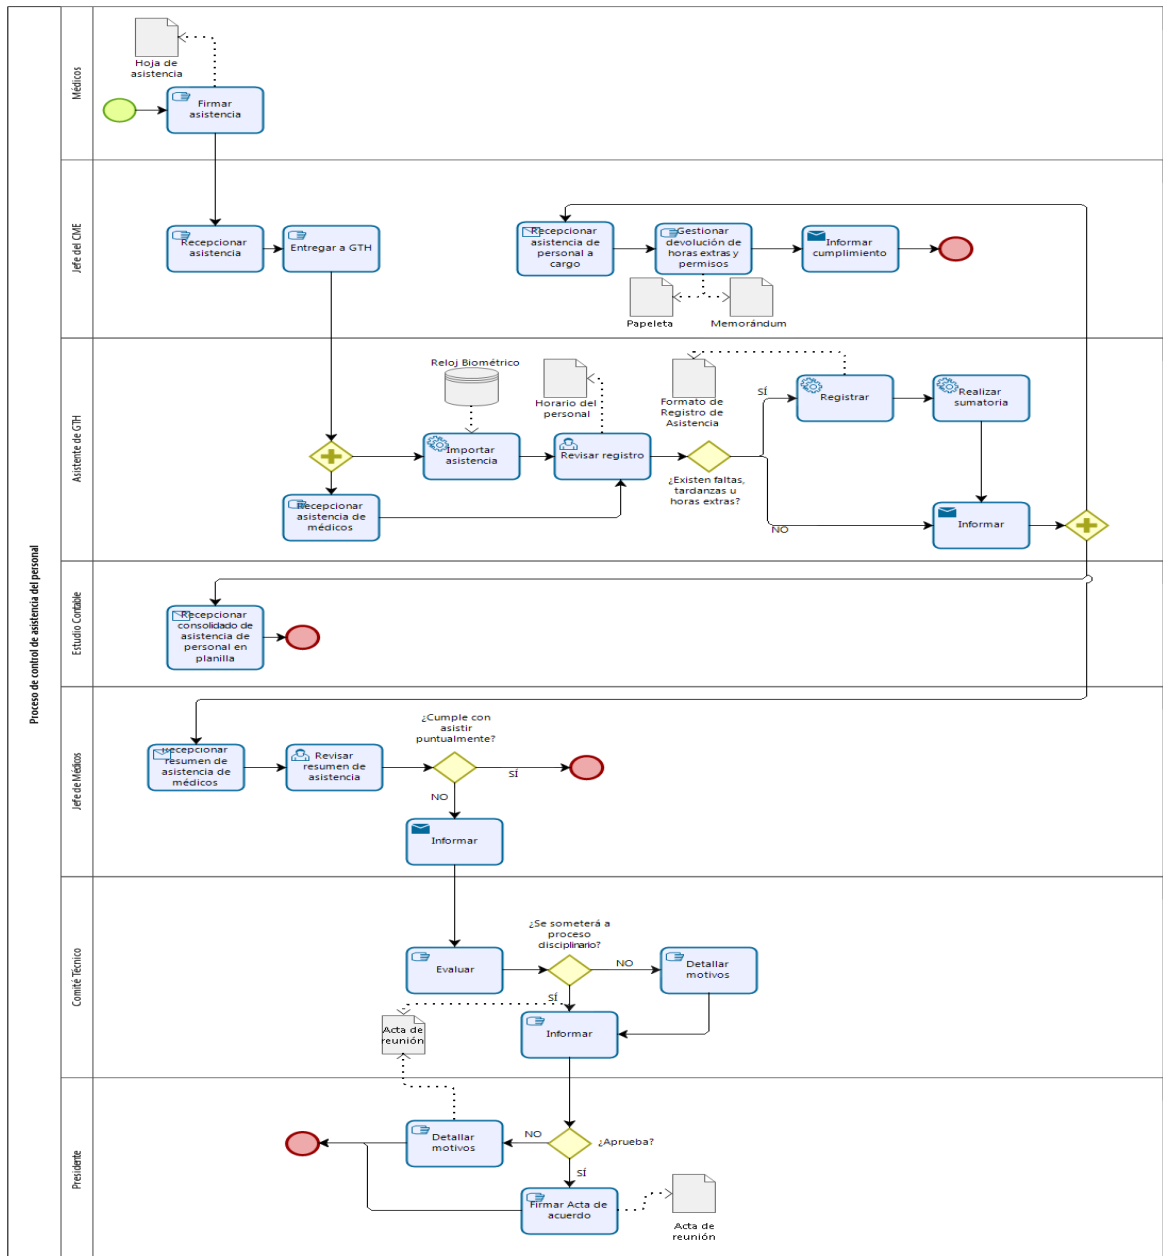 Proceso de control de asistencia del personal
Médicos
Hoja de
asistencia
Firmar
asistencia
Jefe del CME
Recepcionar
asistencia
Entregar a GTH
Recepcionar
asistencia de
personal a
cargo
Gestionar
devolución de
horas extras y
permisos
Informar
cumplimiento
Papeleta
Memorándum
Asistente de GTH
Reloj Biométrico
Horario del
personal
Formato de
Registro de
Asistencia
SÍ
Registrar
Realizar
sumatoria
Importar
asistencia
Revisar registro
¿Existen faltas,
tardanzas u
horas extras?
Recepcionar
asistencia de
médicos
NO
Informar
Estudio Contable
Recepcionar
consolidado de
asistencia de
personal en
planilla
Jefe de Médicos
¿Cumple con
asistir
puntualmente?
Recepcionar
resumen de
asistencia de
médicos
Revisar
resumen de
asistencia
SÍ
NO
Informar
Comité Técnico
¿Se someterá a
proceso
disciplinario?
Evaluar
NO
Detallar
motivos
SÍ
Acta de
reunión
Informar
Presidente
Detallar
motivos
NO
¿Aprueba?
SÍ
Firmar Acta de
acuerdo
Acta de
reunión